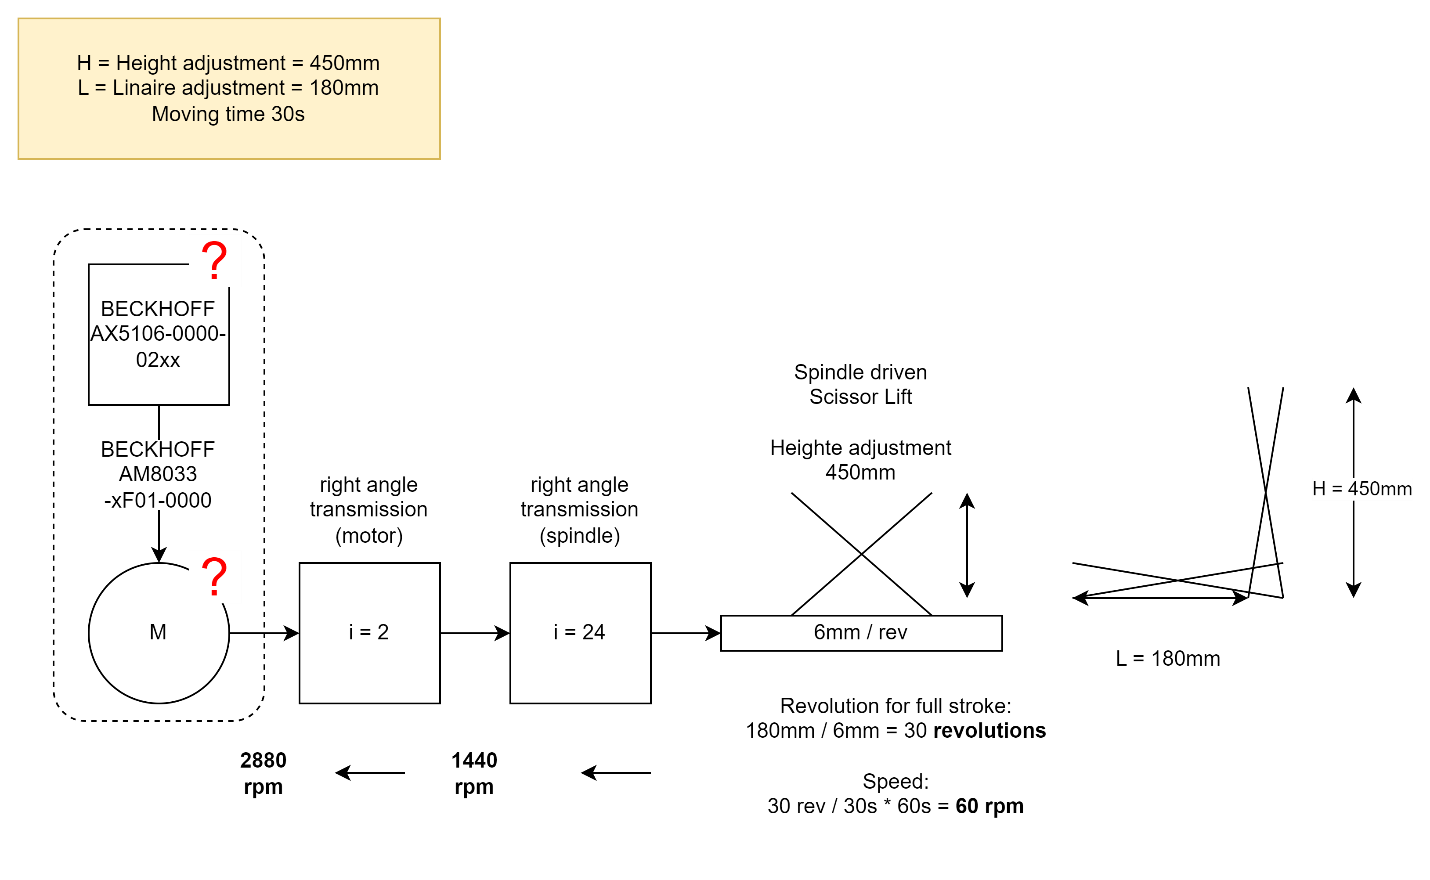 H = Height adjustment = 450mm
L = Linaire adjustment = 180mm
Moving time 30s
?
BECKHOFF
AX5106-0000-
02xx
BECKHOFF
AM8033
-xF01-0000
?
M
right angle
transmission
(motor)
i = 2
right angle
transmission
(spindle)
i = 24
Spindle driven
Scissor Lift
Heighte adjustment
450mm
6mm / rev
H = 450mm
L = 180mm
Revolution for full stroke:
180mm / 6mm = 30 revolutions
Speed:
30 rev / 30s * 60s = 60 rpm
2880
rpm
1440
rpm